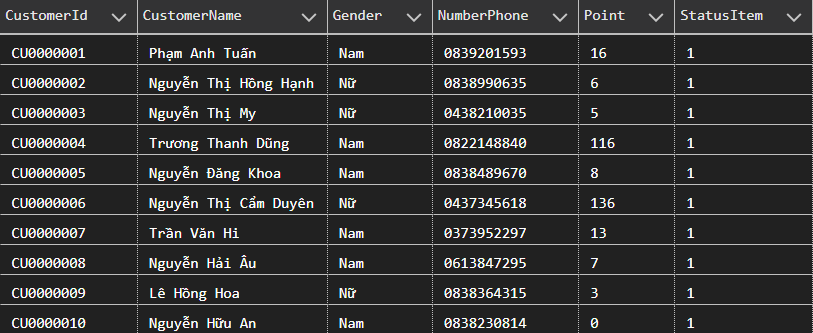 CustomerId CustomerName Gender NumberPhone Point StatusItem
CU0000001 Phạm Anh Tuấn Nam 0839201593 16 1
CU0000002 Nguyễn Thị Hồng Hạnh Nữ 0838990635 6 1
CU0000003 Nguyễn Thị My Nữ 0438210035 5 1
CU0000004 Trương Thanh Dũng Nam 0822148840 116 1
CU0000005 Nguyễn Đăng Khoa Nam 0838489670 8 1
CU0000006 Nguyễn Thị Cẩm Duyên Nữ 0437345618 136 1
CU0000007 Trần Văn Hi Nam 0373952297 13 1
CU0000008 Nguyễn Hải Âu Nam 0613847295 7 1
CU0000009 Lê Hồng Hoa Nữ 0838364315 3 1
CU0000010 Nguyễn Hữu An Nam 0838230814 0 1